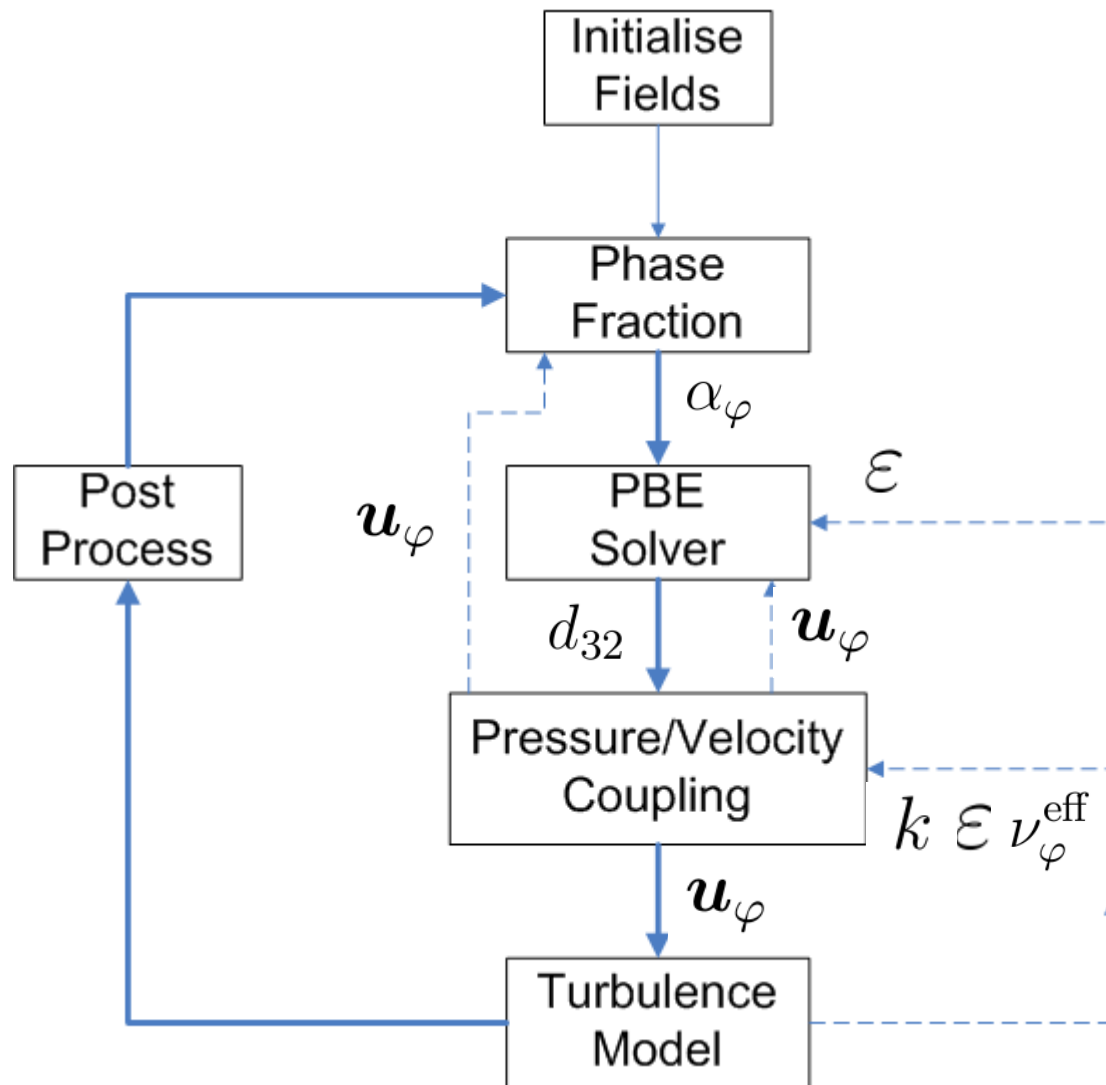 Initialise
Fields
Phase
Fraction
α_φ
Post
Process
u_φ
PBE
Solver
ε
d_32
u_φ
Pressure/Velocity
Coupling
k ε ν_φ^eff
u_φ
Turbulence
Model